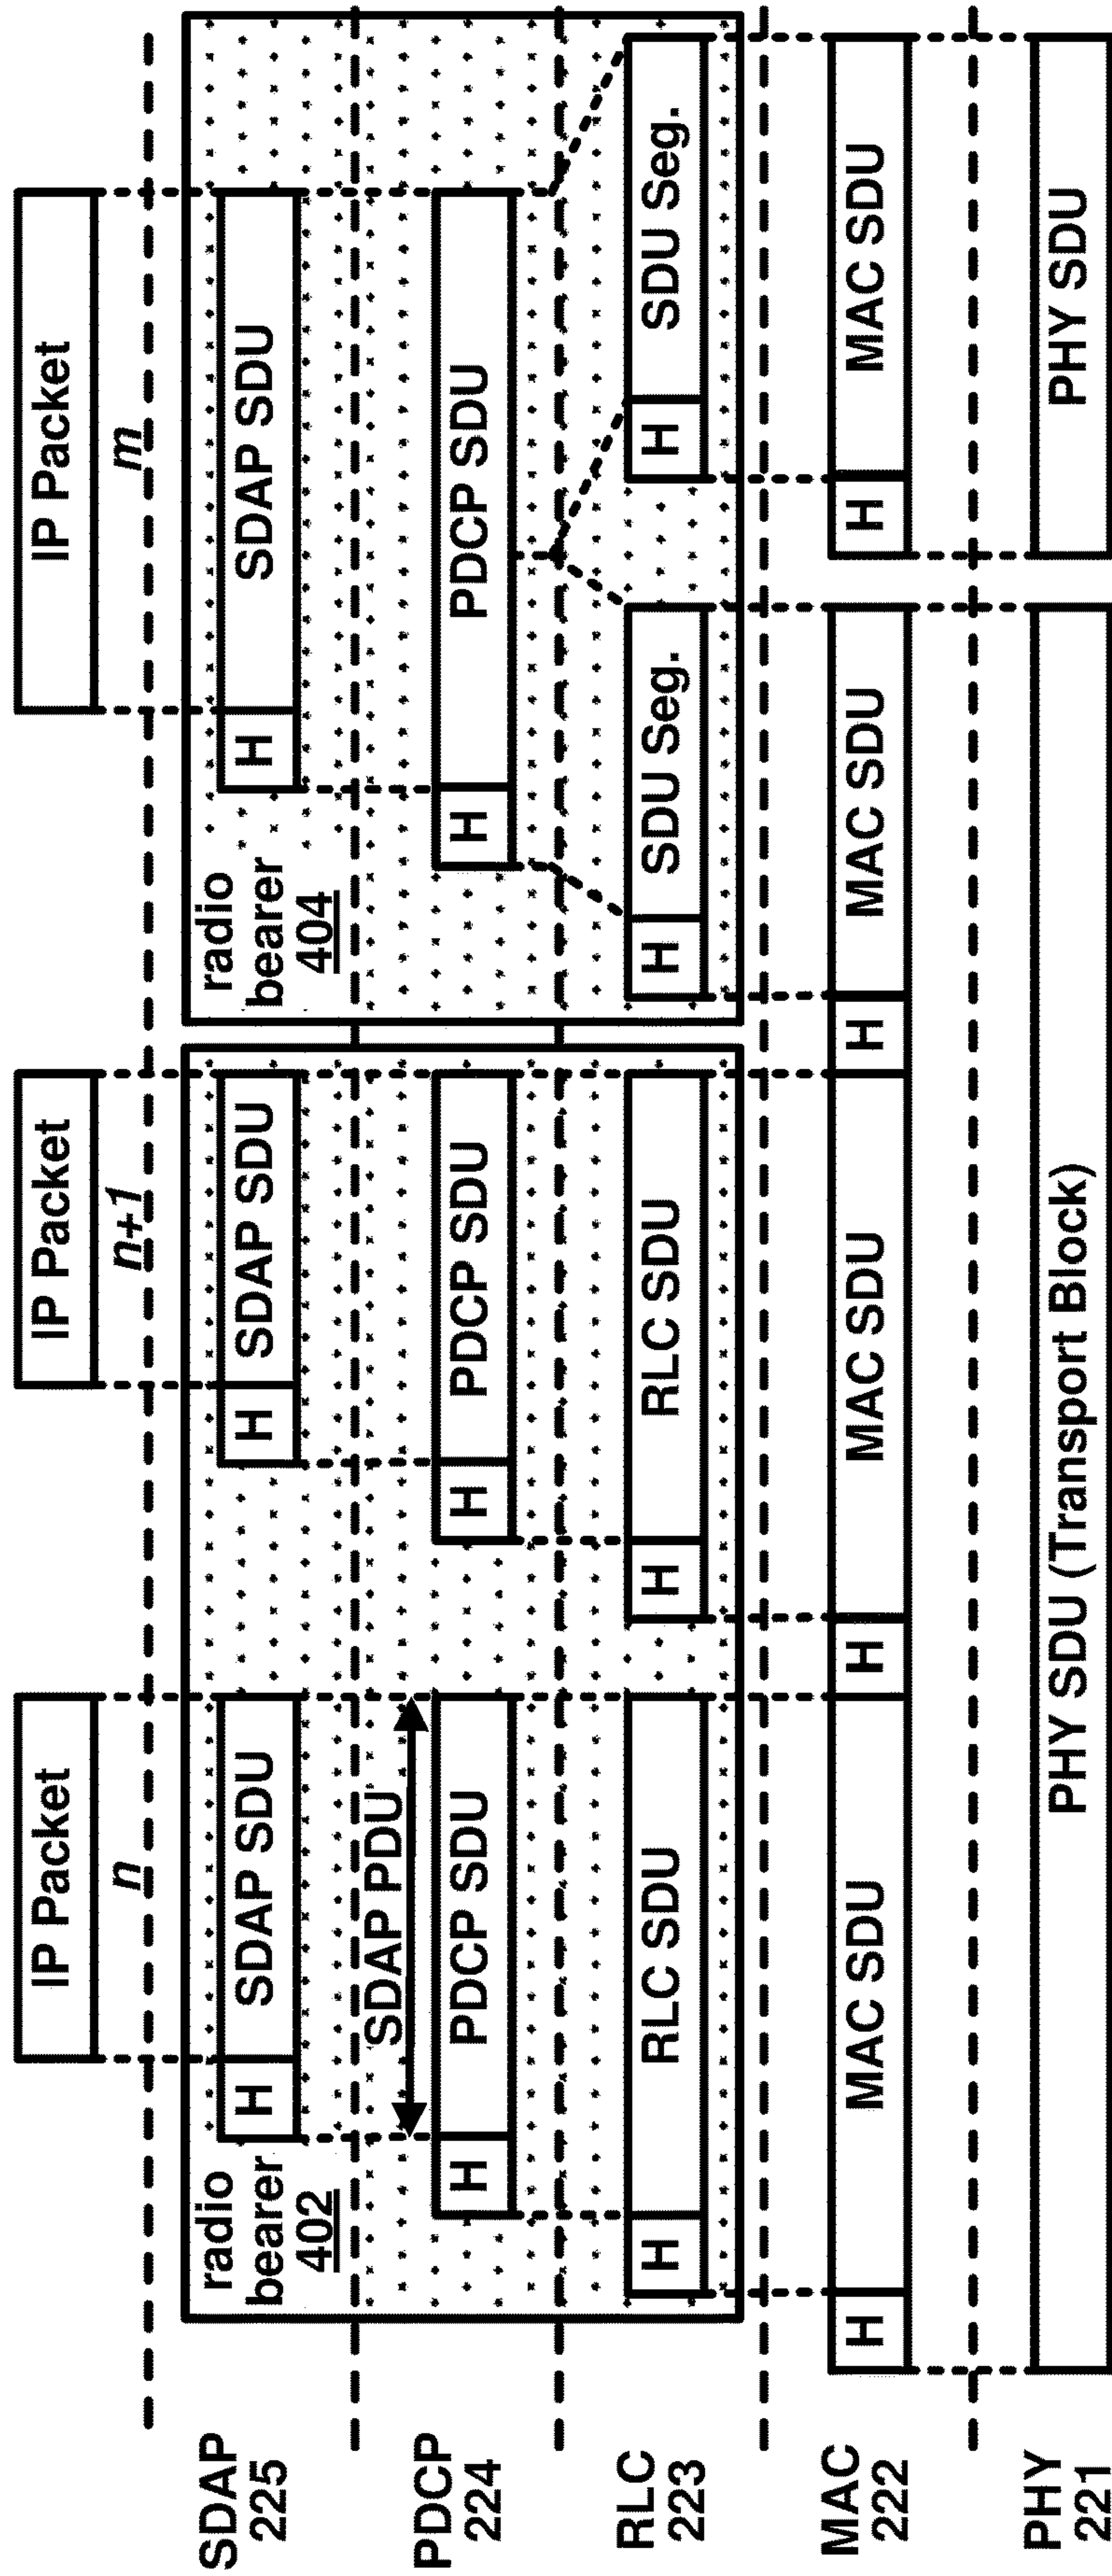 IP Packet
IP Packet
IP Packet
n
n+1
m
SDAP
225
radio
bearer
402
H
SDAP SDU
H
SDAP SDU
radio
bearer
404
H
SDAP SDU
SDAP PDU
PDCP
224
H
PDCP SDU
H
PDCP SDU
H
PDCP SDU
RLC
223
H
RLC SDU
H
RLC SDU
H
SDU Seg.
H
SDU Seg.
MAC
222
H
MAC SDU
H
MAC SDU
H
MAC SDU
H
MAC SDU
PHY
221
PHY SDU (Transport Block)
PHY SDU